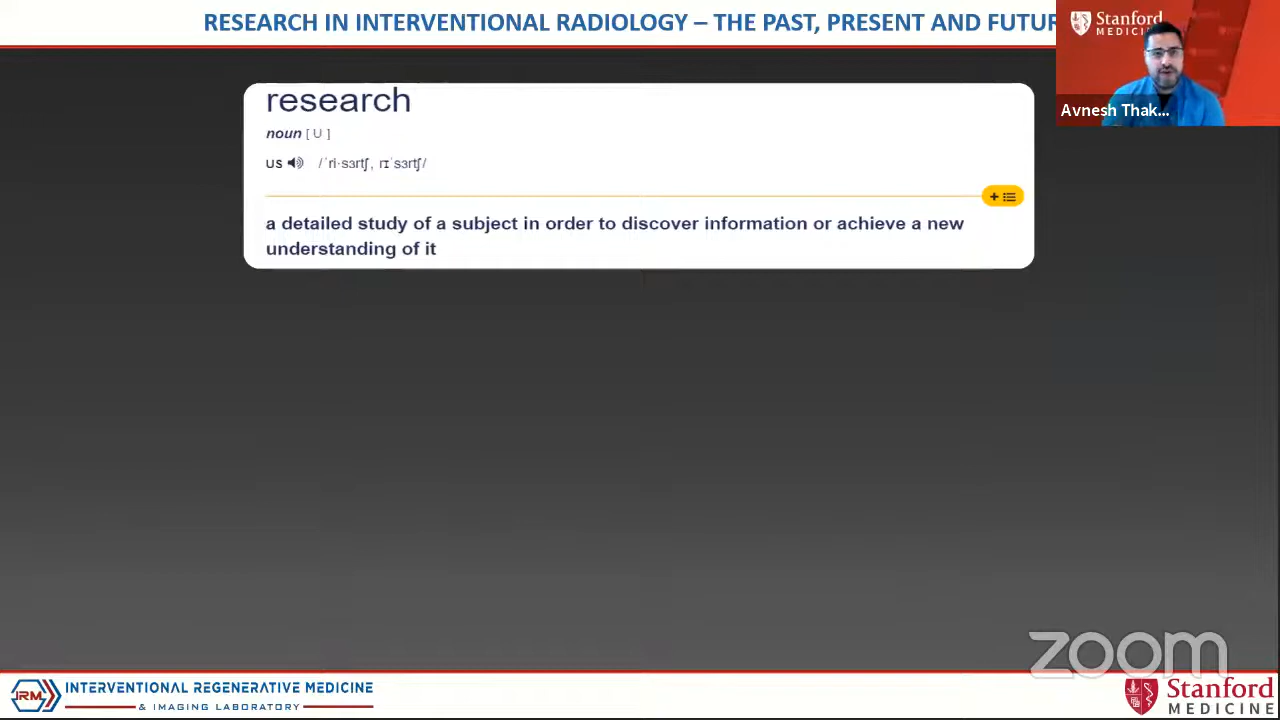 RESEARCH IN INTERVENTIONAL RADIOLOGY – THE PAST, PRESENT AND FUTUR
Stanford
MEDICINE
Avnesh Thak...
research
noun [ U ]
US /ˈri·sɜrtʃ, rɪˈsɜrtʃ/
a detailed study of a subject in order to discover information or achieve a new
understanding of it
zoom
IRM
INTERVENTIONAL REGENERATIVE MEDICINE
& IMAGING LABORATORY
Stanford
MEDICINE